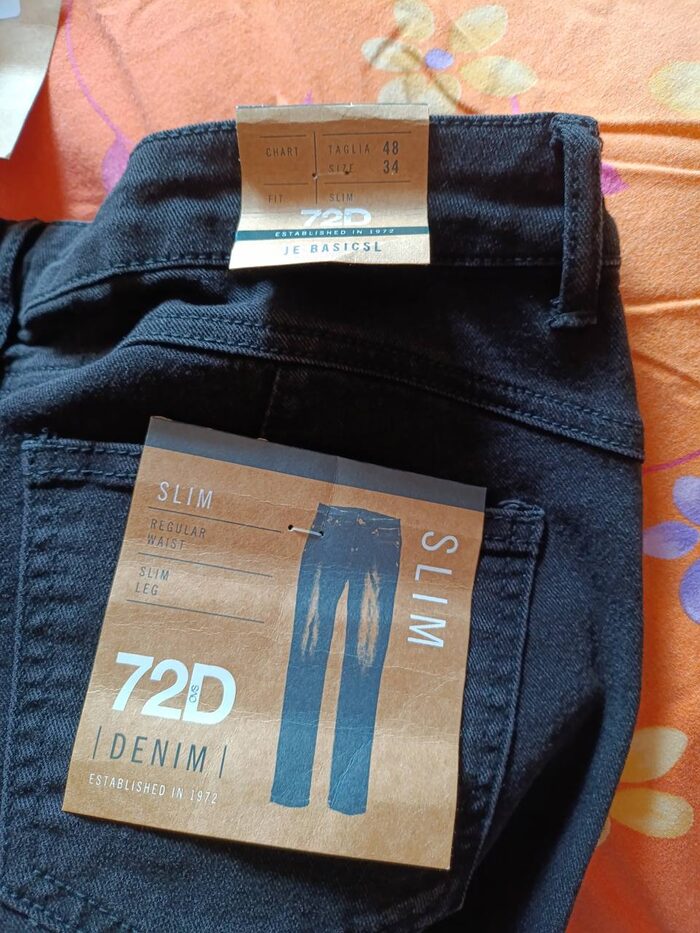 CHART
TAGLIA 48
SIZE 34
FIT
SLIM
72D
ESTABLISHED IN 1972
JE BASICSL
SLIM
REGULAR
WAIST
SLIM
LEG
SLIM
72D
OVS
DENIM
ESTABLISHED IN 1972